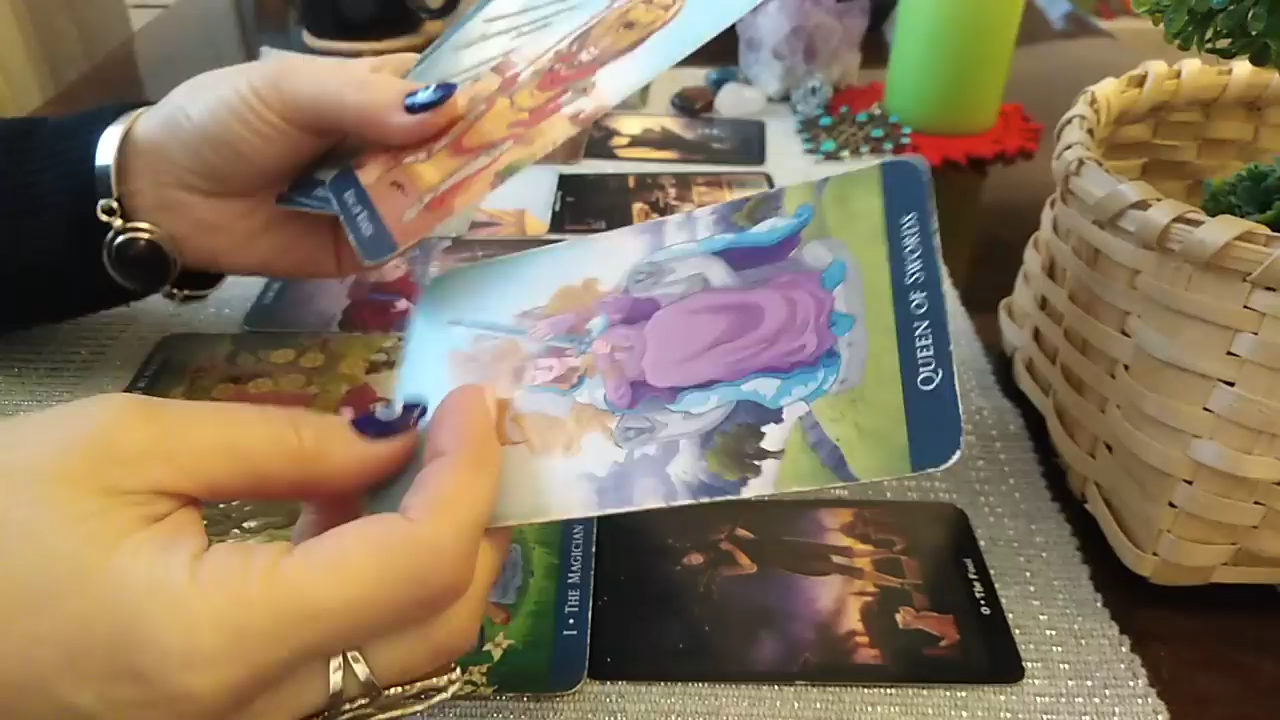 QUEEN OF SWORDS
I • THE MAGICIAN
0 • The Fool